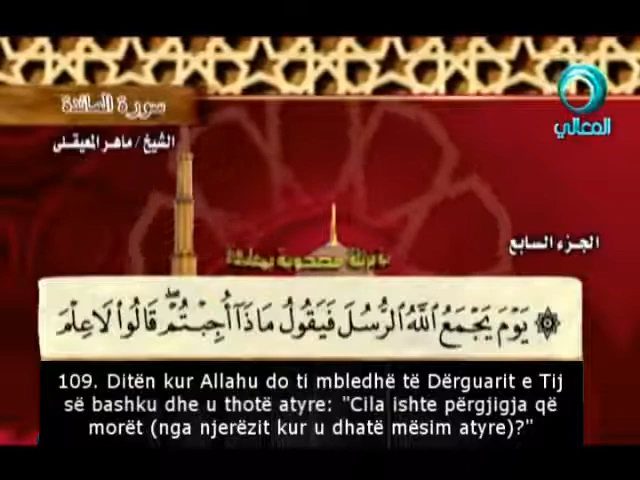 سورة المائدة
المعالي
الشيخ / ماهر المعيقلي
الجزء السابع
۞ يَوْمَ يَجْمَعُ ٱللَّهُ ٱلرُّسُلَ فَيَقُولُ مَاذَآ أُجِبْتُمْ ۖ قَالُوا۟ لَا عِلْمَ
109. Ditën kur Allahu do ti mbledhë të Dërguarit e Tij
së bashku dhe u thotë atyre: "Cila ishte përgjigja që
morët (nga njerëzit kur u dhatë mësim atyre)?"